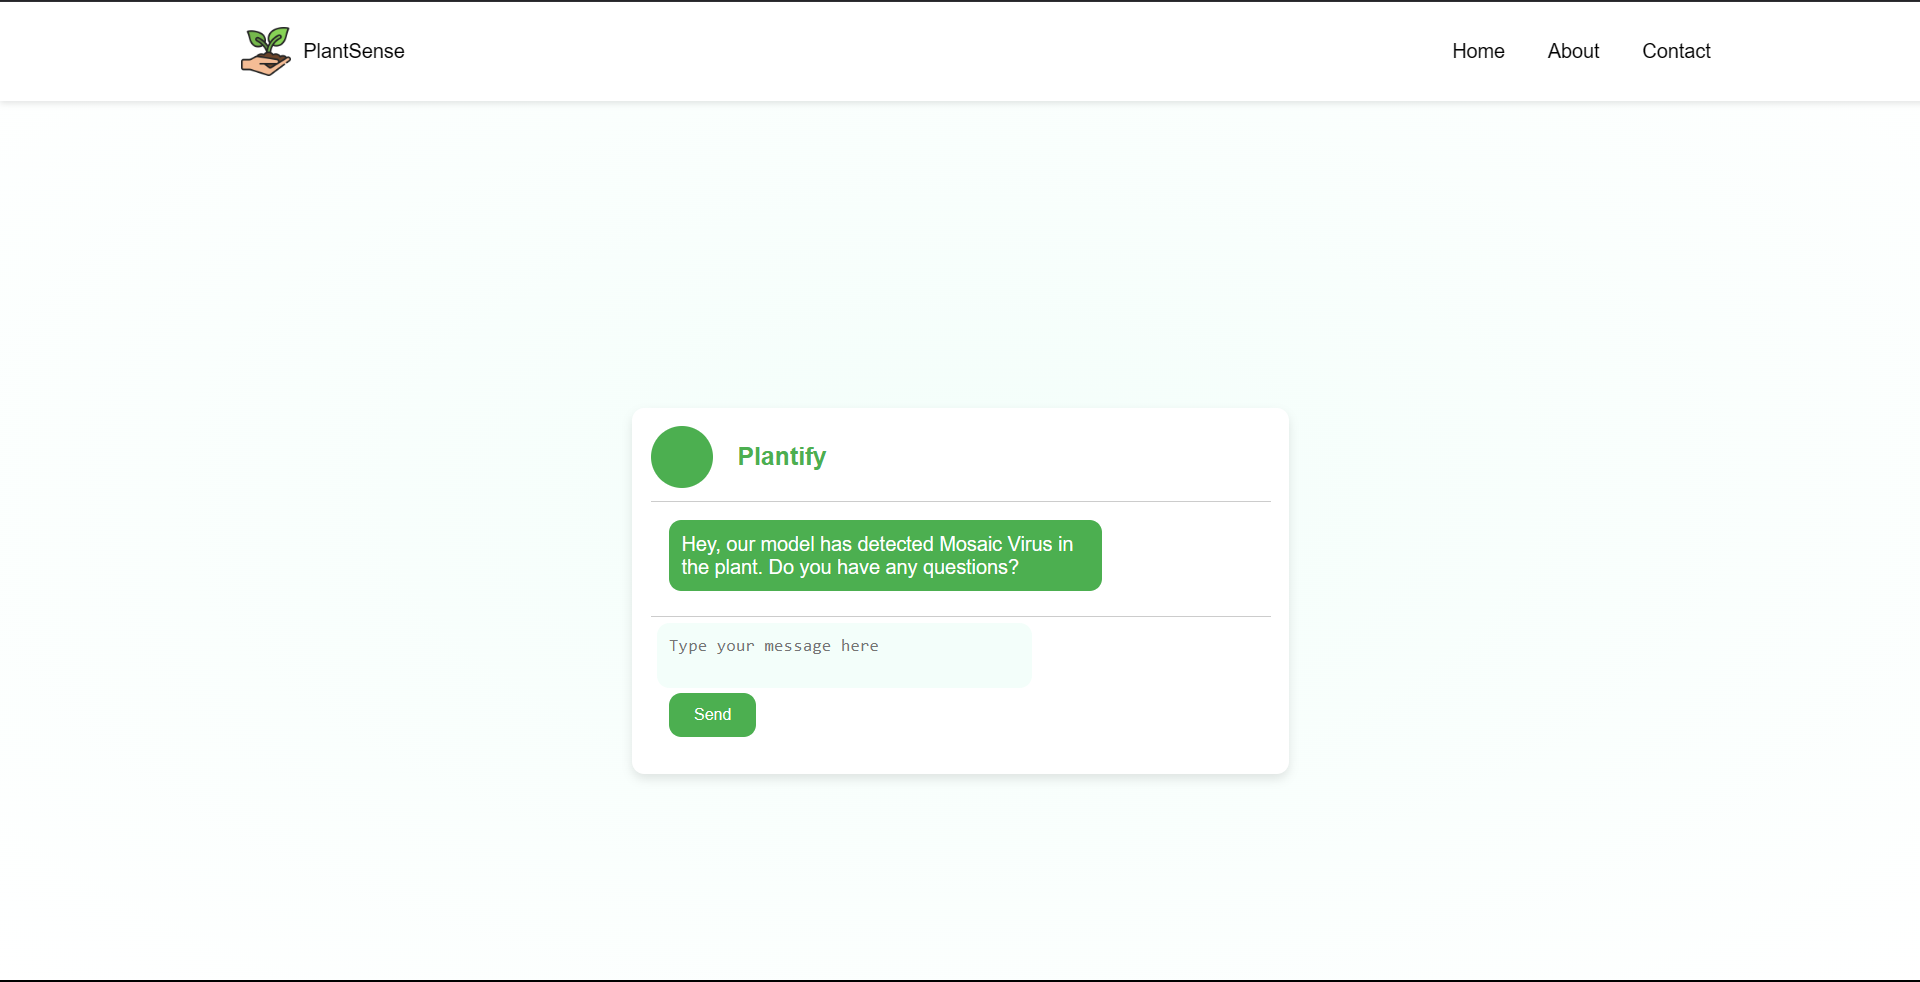 PlantSense
Home
About
Contact
Plantify
Hey, our model has detected Mosaic Virus in
the plant. Do you have any questions?
Type your message here
Send